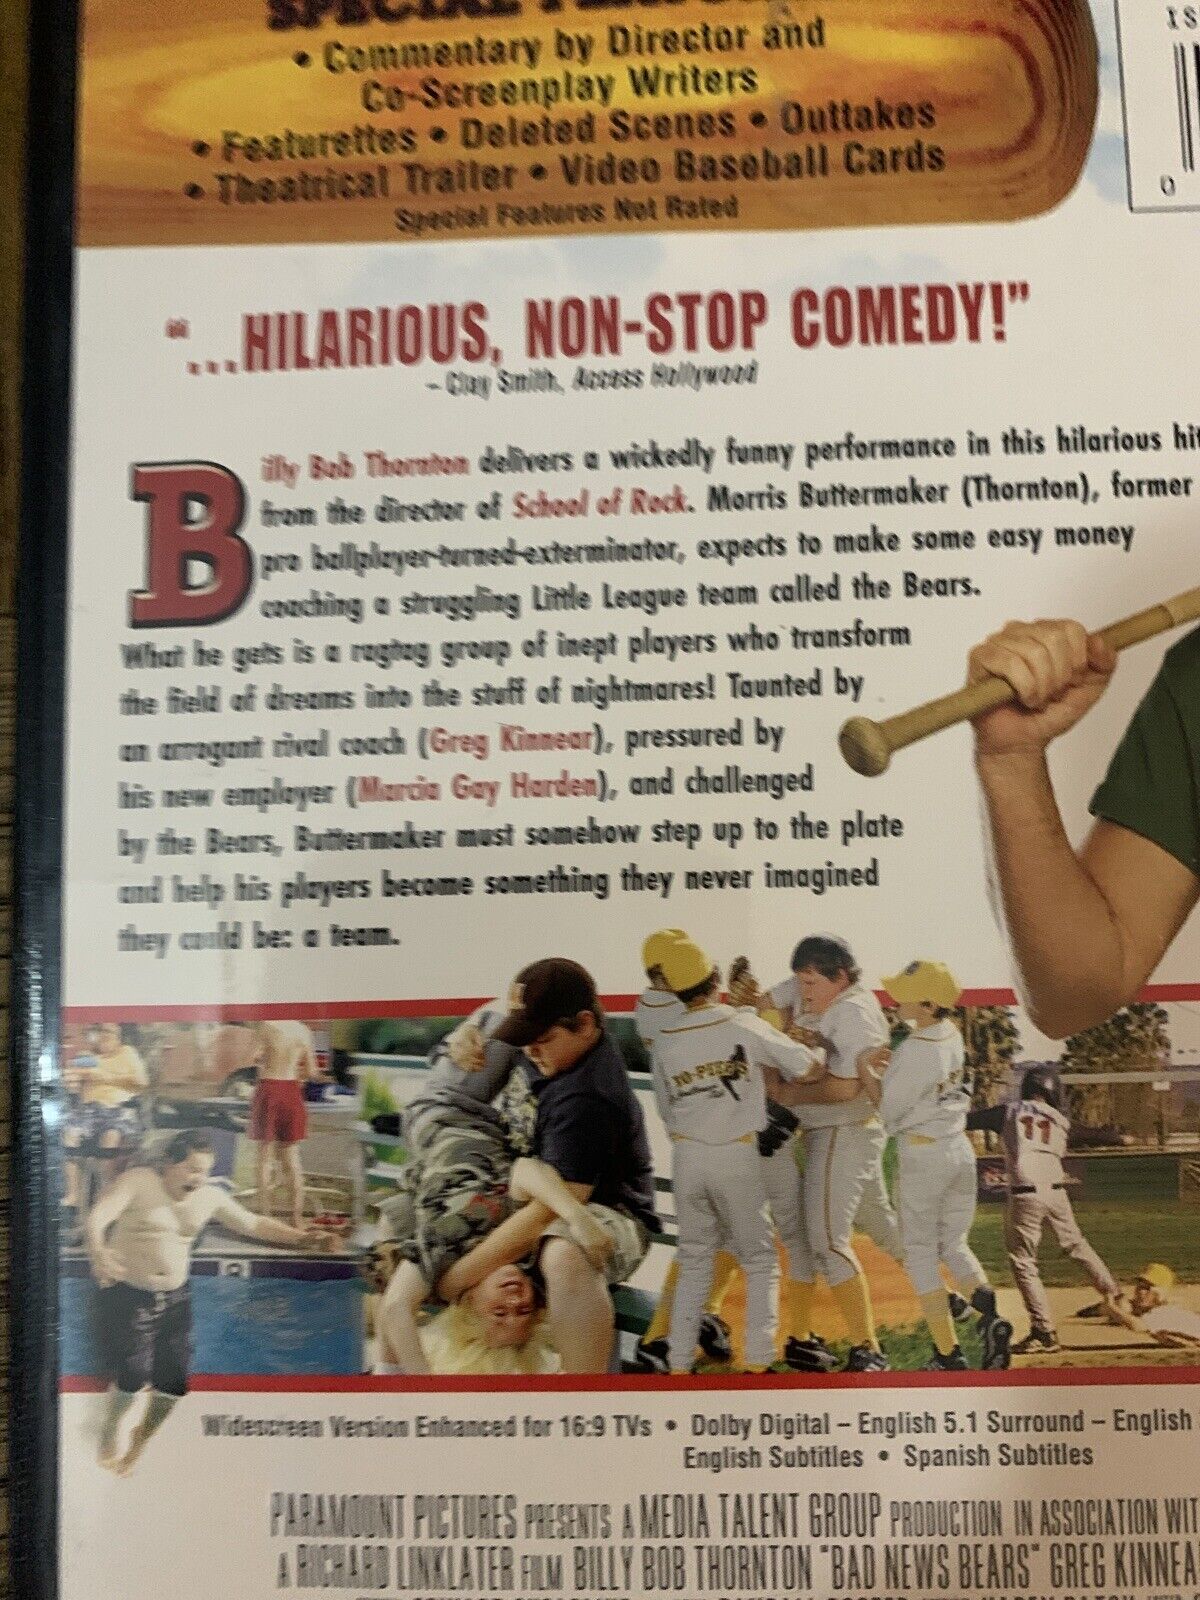 SPECIAL
• Commentary by Director and
Co-Screenplay Writers
• Featurettes • Deleted Scenes • Outtakes
• Theatrical Trailer • Video Baseball Cards
Special Features Not Rated
IS
0
"...HILARIOUS, NON-STOP COMEDY!"
– Clay Smith, Access Hollywood
Billy Bob Thornton delivers a wickedly funny performance in this hilarious hit
from the director of School of Rock. Morris Buttermaker (Thornton), former
pro ballplayer-turned-exterminator, expects to make some easy money
coaching a struggling Little League team called the Bears.
What he gets is a ragtag group of inept players who transform
the field of dreams into the stuff of nightmares! Taunted by
an arrogant rival coach (Greg Kinnear), pressured by
his new employer (Marcia Gay Harden), and challenged
by the Bears, Buttermaker must somehow step up to the plate
and help his players become something they never imagined
they could be: a team.
11
8
Widescreen Version Enhanced for 16:9 TVs • Dolby Digital – English 5.1 Surround – English
English Subtitles • Spanish Subtitles
PARAMOUNT PICTURES PRESENTS A MEDIA TALENT GROUP PRODUCTION IN ASSOCIATION WIT
A RICHARD LINKLATER FILM BILLY BOB THORNTON "BAD NEWS BEARS" GREG KINNEA